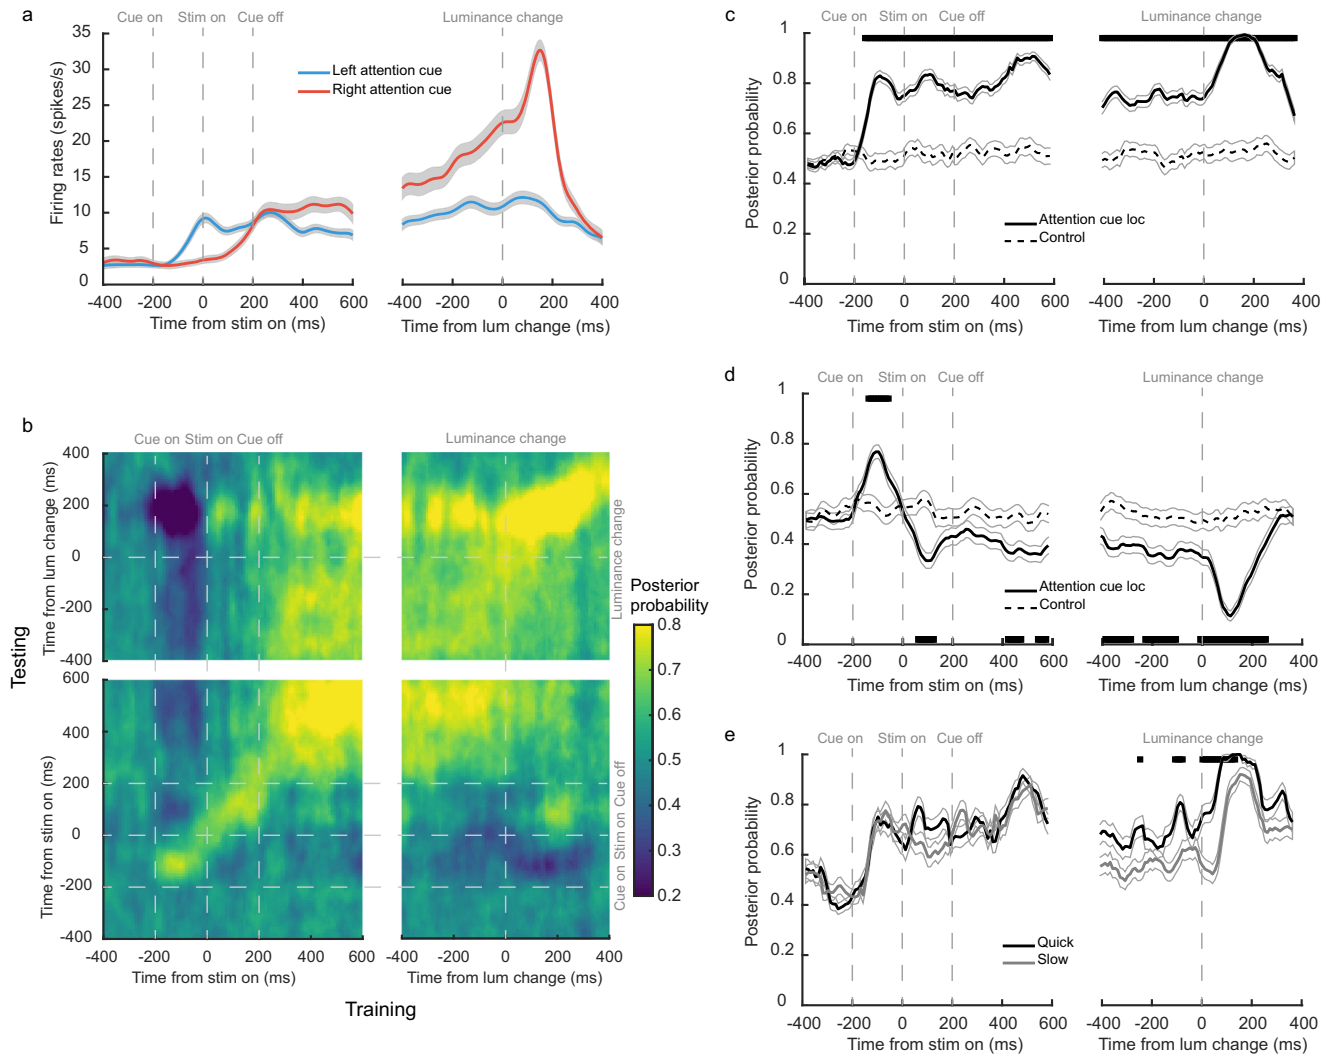 a
Cue on Stim on Cue off
Luminance change
35
30
25
20
15
10
5
0
Firing rates (spikes/s)
Left attention cue
Right attention cue
-400 -200 0 200 400 600
Time from stim on (ms)
-400 -200 0 200 400
Time from lum change (ms)
b
Cue on Stim on Cue off
Luminance change
400
200
0
-200
-400
Time from lum change (ms)
Luminance change
Testing
600
400
200
0
-200
-400
Time from stim on (ms)
Cue on Stim on Cue off
-400 -200 0 200 400 600
Time from stim on (ms)
-400 -200 0 200 400
Time from lum change (ms)
Training
Posterior
probability
0.8
0.7
0.6
0.5
0.4
0.3
0.2
c
Cue on Stim on Cue off
Luminance change
1
0.8
0.6
0.4
0.2
0
Posterior probability
Attention cue loc
Control
-400 -200 0 200 400 600
Time from stim on (ms)
-400 -200 0 200 400
Time from lum change (ms)
d
Cue on Stim on Cue off
Luminance change
1
0.8
0.6
0.4
0.2
0
Posterior probability
Attention cue loc
Control
-400 -200 0 200 400 600
Time from stim on (ms)
-400 -200 0 200 400
Time from lum change (ms)
e
Cue on Stim on Cue off
Luminance change
1
0.8
0.6
0.4
0.2
0
Posterior probability
Quick
Slow
-400 -200 0 200 400 600
Time from stim on (ms)
-400 -200 0 200 400
Time from lum change (ms)